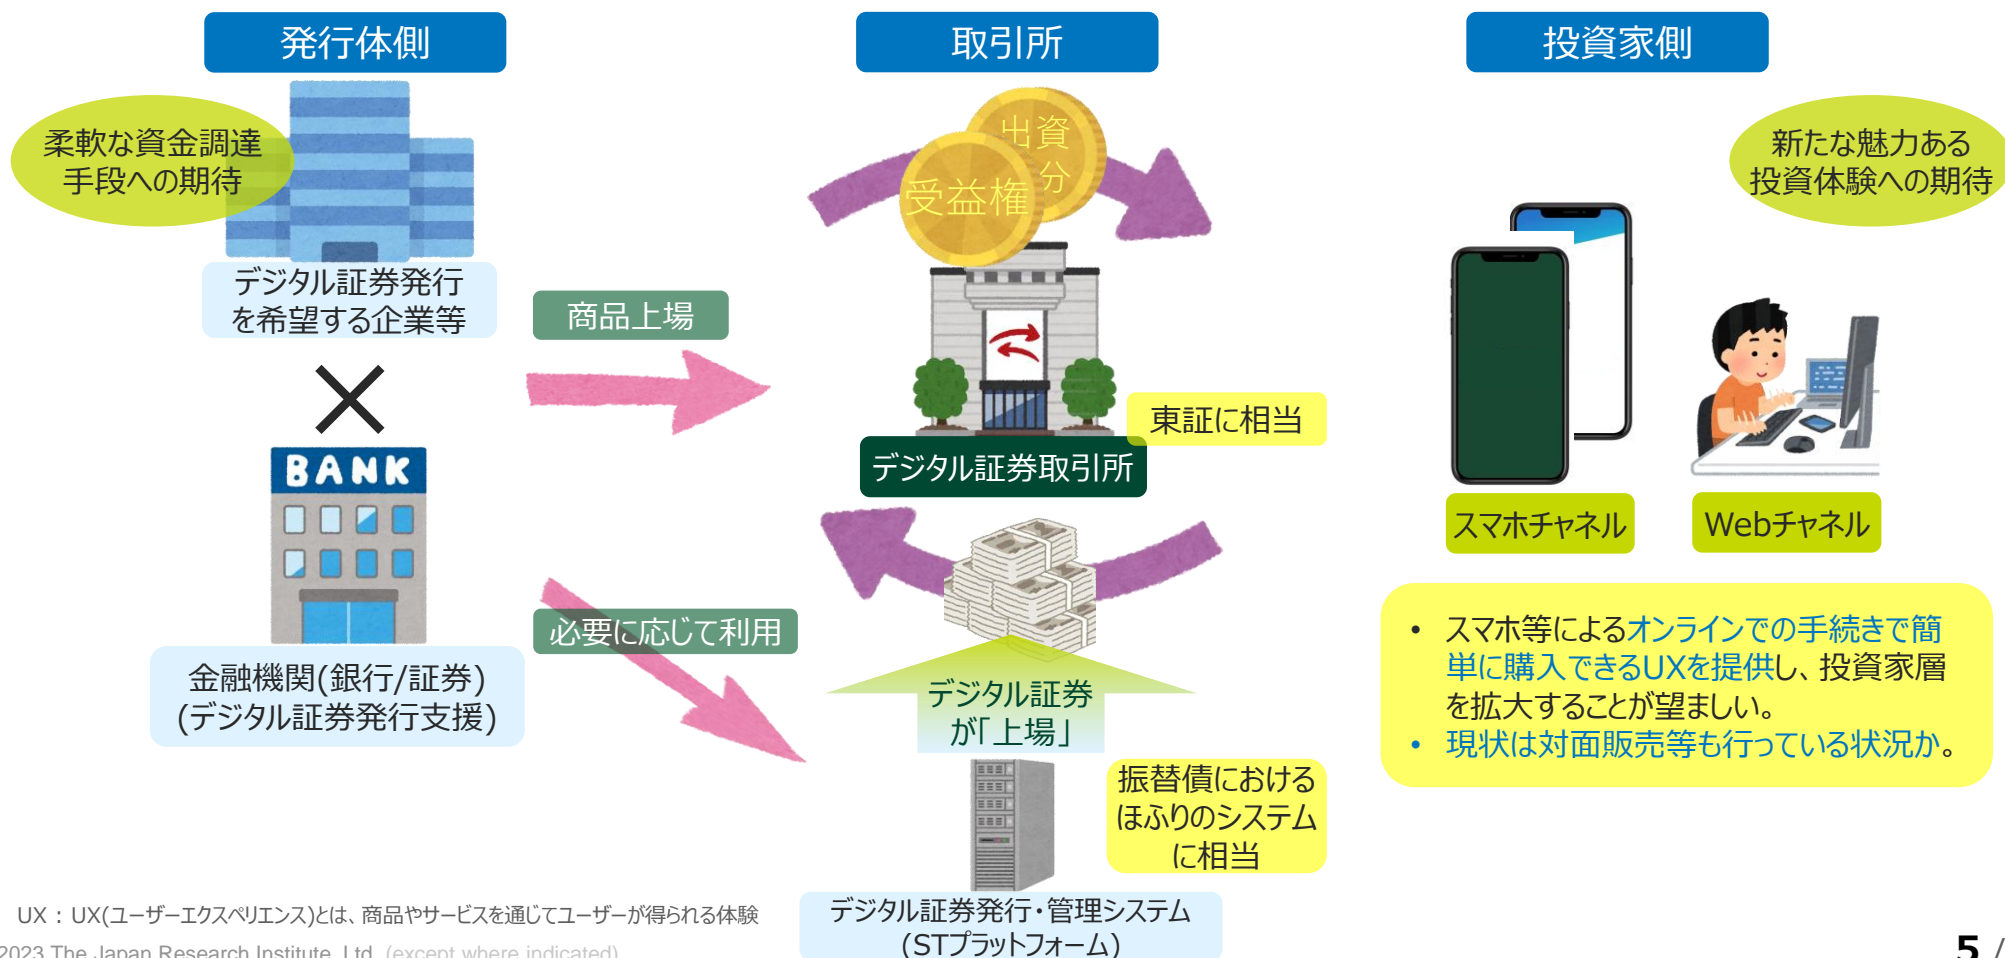 発行体側
取引所
投資家側
柔軟な資金調達
手段への期待
出資
分
受益権
新たな魅力ある
投資体験への期待
デジタル証券発行
を希望する企業等
商品上場
東証に相当
デジタル証券取引所
BANK
スマホチャネル
Webチャネル
必要に応じて利用
金融機関(銀行/証券)
(デジタル証券発行支援)
デジタル証券
が「上場」
• スマホ等によるオンラインでの手続きで簡
単に購入できるUXを提供し、投資家層
を拡大することが望ましい。
• 現状は対面販売等も行っている状況か。
振替債における
ほふりのシステム
に相当
デジタル証券発行・管理システム
(STプラットフォーム)
UX：UX(ユーザーエクスペリエンス)とは、商品やサービスを通じてユーザーが得られる体験
2023 The Japan Research Institute, Ltd. (except where indicated)
5 /